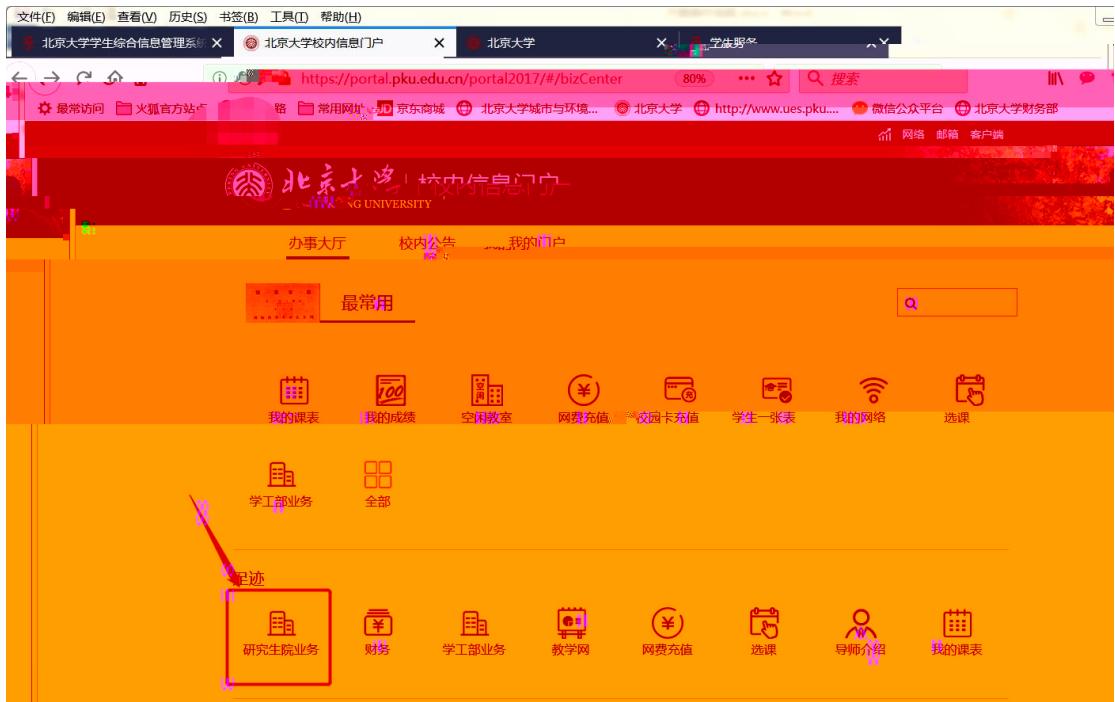 文件(F) 编辑(E) 查看(V) 历史(S) 书签(B) 工具(T) 帮助(H)
北京大学学生综合信息管理系统 北京大学校内信息门户 北京大学 学生服务
https://portal.pku.edu.cn/portal2017/#/bizCenter 80% 搜索
最常访问 火狐官方站点 常用网址 JD 京东商城 北京大学城市与环境... 北京大学 http://www.ues.pku.... 微信公众平台 北京大学财务部
网络 邮箱 客户端
北京大学 校内信息门户
NG UNIVERSITY
办事大厅 校内公告 我的门户
最常用
我的课表 我的成绩 空闲教室 网费充值 校园卡充值 学生一张表 我的网络 选课
学工部业务 全部
足迹
研究生院业务 财务 学工部业务 教学网 网费充值 选课 导师介绍 我的课表